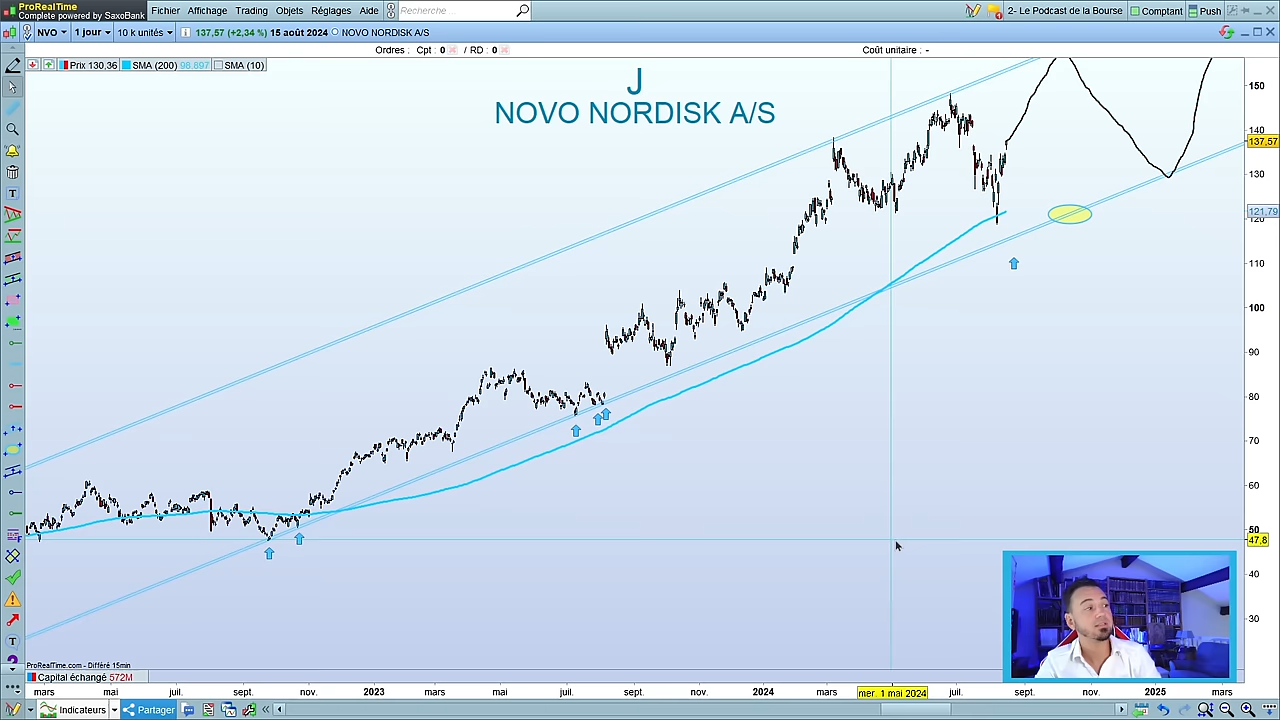 ProRealTime
Complete powered by SaxoBank
Fichier Affichage Trading Objets Réglages Aide Recherche 2- Le Podcast de la Bourse Comptant Push
NVO 1 jour 10 k unités 137,57 (+2,34 %) 15 août 2024 NOVO NORDISK A/S
Ordres : Cpt : 0 / RD : 0 Coût unitaire : -
Prix 130,36 SMA (200) 98.897 SMA (10)
J
NOVO NORDISK A/S
150
140
137,57
130
121,79
120
110
100
90
80
70
60
50
47,8
40
30
ProRealTime.com - Différé 15min
Capital échangé 572M
mars mai juil. sept. nov. 2023 mars mai juil. sept. nov. 2024 mars mer. 1 mai 2024 juil. sept. nov. 2025 mars
Indicateurs Partager